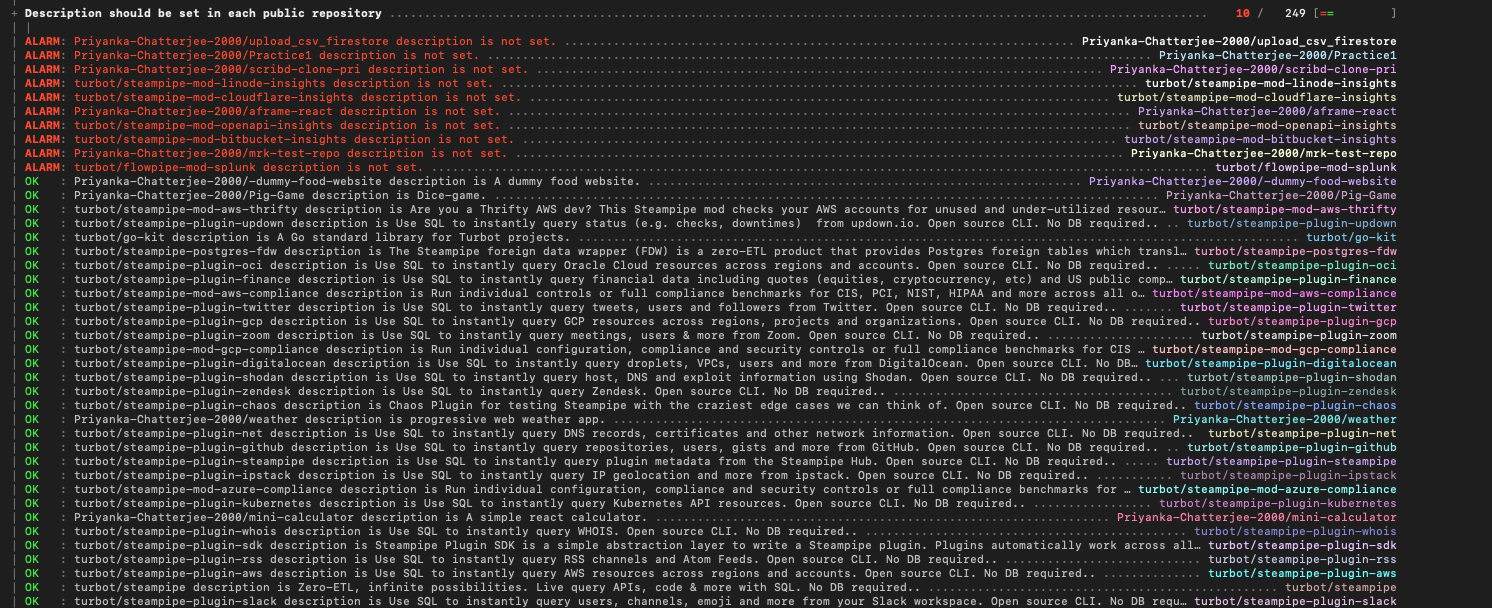 + Description should be set in each public repository ........................................................................................................................ 10 / 249 [== ]
| |
| ALARM: Priyanka-Chatterjee-2000/upload_csv_firestore description is not set. ......................................................................... Priyanka-Chatterjee-2000/upload_csv_firestore
| ALARM: Priyanka-Chatterjee-2000/Practice1 description is not set. ................................................................................................. Priyanka-Chatterjee-2000/Practice1
| ALARM: Priyanka-Chatterjee-2000/scribd-clone-pri description is not set. ................................................................................. Priyanka-Chatterjee-2000/scribd-clone-pri
| ALARM: turbot/steampipe-mod-linode-insights description is not set. ........................................................................................... turbot/steampipe-mod-linode-insights
| ALARM: turbot/steampipe-mod-cloudflare-insights description is not set. .................................................................................... turbot/steampipe-mod-cloudflare-insights
| ALARM: Priyanka-Chatterjee-2000/aframe-react description is not set. ......................................................................................... Priyanka-Chatterjee-2000/aframe-react
| ALARM: turbot/steampipe-mod-openapi-insights description is not set. ......................................................................................... turbot/steampipe-mod-openapi-insights
| ALARM: turbot/steampipe-mod-bitbucket-insights description is not set. ..................................................................................... turbot/steampipe-mod-bitbucket-insights
| ALARM: Priyanka-Chatterjee-2000/mrk-test-repo description is not set. ....................................................................................... Priyanka-Chatterjee-2000/mrk-test-repo
| ALARM: turbot/flowpipe-mod-splunk description is not set. ............................................................................................................... turbot/flowpipe-mod-splunk
| OK : Priyanka-Chatterjee-2000/-dummy-food-website description is A dummy food website. ............................................................... Priyanka-Chatterjee-2000/-dummy-food-website
| OK : Priyanka-Chatterjee-2000/Pig-Game description is Dice-game. ................................................................................................. Priyanka-Chatterjee-2000/Pig-Game
| OK : turbot/steampipe-mod-aws-thrifty description is Are you a Thrifty AWS dev? This Steampipe mod checks your AWS accounts for unused and under-utilized resour… turbot/steampipe-mod-aws-thrifty
| OK : turbot/steampipe-plugin-updown description is Use SQL to instantly query status (e.g. checks, downtimes)  from updown.io. Open source CLI. No DB required.. .. turbot/steampipe-plugin-updown
| OK : turbot/go-kit description is A Go standard library for Turbot projects. ......................................................................................................... turbot/go-kit
| OK : turbot/steampipe-postgres-fdw description is The Steampipe foreign data wrapper (FDW) is a zero-ETL product that provides Postgres foreign tables which transl… turbot/steampipe-postgres-fdw
| OK : turbot/steampipe-plugin-oci description is Use SQL to instantly query Oracle Cloud resources across regions and accounts. Open source CLI. No DB required.. ..... turbot/steampipe-plugin-oci
| OK : turbot/steampipe-plugin-finance description is Use SQL to instantly query financial data including quotes (equities, cryptocurrency, etc) and US public comp… turbot/steampipe-plugin-finance
| OK : turbot/steampipe-mod-aws-compliance description is Run individual controls or full compliance benchmarks for CIS, PCI, NIST, HIPAA and more across all o… turbot/steampipe-mod-aws-compliance
| OK : turbot/steampipe-plugin-twitter description is Use SQL to instantly query tweets, users and followers from Twitter. Open source CLI. No DB required.. ....... turbot/steampipe-plugin-twitter
| OK : turbot/steampipe-plugin-gcp description is Use SQL to instantly query GCP resources across regions, projects and organizations. Open source CLI. No DB required.. turbot/steampipe-plugin-gcp
| OK : turbot/steampipe-plugin-zoom description is Use SQL to instantly query meetings, users & more from Zoom. Open source CLI. No DB required.. ........................... turbot/steampipe-plugin-zoom
| OK : turbot/steampipe-mod-gcp-compliance description is Run individual configuration, compliance and security controls or full compliance benchmarks for CIS … turbot/steampipe-mod-gcp-compliance
| OK : turbot/steampipe-plugin-digitalocean description is Use SQL to instantly query droplets, VPCs, users and more from DigitalOcean. Open source CLI. No DB… turbot/steampipe-plugin-digitalocean
| OK : turbot/steampipe-plugin-shodan description is Use SQL to instantly query host, DNS and exploit information using Shodan. Open source CLI. No DB required.. ... turbot/steampipe-plugin-shodan
| OK : turbot/steampipe-plugin-zendesk description is Use SQL to instantly query Zendesk. Open source CLI. No DB required.. ........................................ turbot/steampipe-plugin-zendesk
| OK : turbot/steampipe-plugin-chaos description is Chaos Plugin for testing Steampipe with the craziest edge cases we can think of. Open source CLI. No DB required.. turbot/steampipe-plugin-chaos
| OK : Priyanka-Chatterjee-2000/weather description is progressive web weather app. ................................................................................ Priyanka-Chatterjee-2000/weather
| OK : turbot/steampipe-plugin-net description is Use SQL to instantly query DNS records, certificates and other network information. Open source CLI. No DB required.. turbot/steampipe-plugin-net
| OK : turbot/steampipe-plugin-github description is Use SQL to instantly query repositories, users, gists and more from GitHub. Open source CLI. No DB required.. .. turbot/steampipe-plugin-github
| OK : turbot/steampipe-plugin-steampipe description is Use SQL to instantly query plugin metadata from the Steampipe Hub. Open source CLI. No DB required.. ..... turbot/steampipe-plugin-steampipe
| OK : turbot/steampipe-plugin-ipstack description is Use SQL to instantly query IP geolocation and more from ipstack. Open source CLI. No DB required.. ............ turbot/steampipe-plugin-ipstack
| OK : turbot/steampipe-mod-azure-compliance description is Run individual configuration, compliance and security controls or full compliance benchmarks for … turbot/steampipe-mod-azure-compliance
| OK : turbot/steampipe-plugin-kubernetes description is Use SQL to instantly query Kubernetes API resources. Open source CLI. No DB required.. .................... turbot/steampipe-plugin-kubernetes
| OK : Priyanka-Chatterjee-2000/mini-calculator description is A simple react calculator. .................................................................. Priyanka-Chatterjee-2000/mini-calculator
| OK : turbot/steampipe-plugin-whois description is Use SQL to instantly query WHOIS. Open source CLI. No DB required.. ............................................... turbot/steampipe-plugin-whois
| OK : turbot/steampipe-plugin-sdk description is Steampipe Plugin SDK is a simple abstraction layer to write a Steampipe plugin. Plugins automatically work across all… turbot/steampipe-plugin-sdk
| OK : turbot/steampipe-plugin-rss description is Use SQL to instantly query RSS channels and Atom Feeds. Open source CLI. No DB required.. ............................... turbot/steampipe-plugin-rss
| OK : turbot/steampipe-plugin-aws description is Use SQL to instantly query AWS resources across regions and accounts. Open source CLI. No DB required.. ................. turbot/steampipe-plugin-aws
| OK : turbot/steampipe description is Zero-ETL, infinite possibilities. Live query APIs, code & more with SQL. No DB required.. ..................................................... turbot/steampipe
| OK : turbot/steampipe-plugin-slack description is Use SQL to instantly query users, channels, emoji and more from your Slack workspace. Open source CLI. No DB requ… turbot/steampipe-plugin-slack